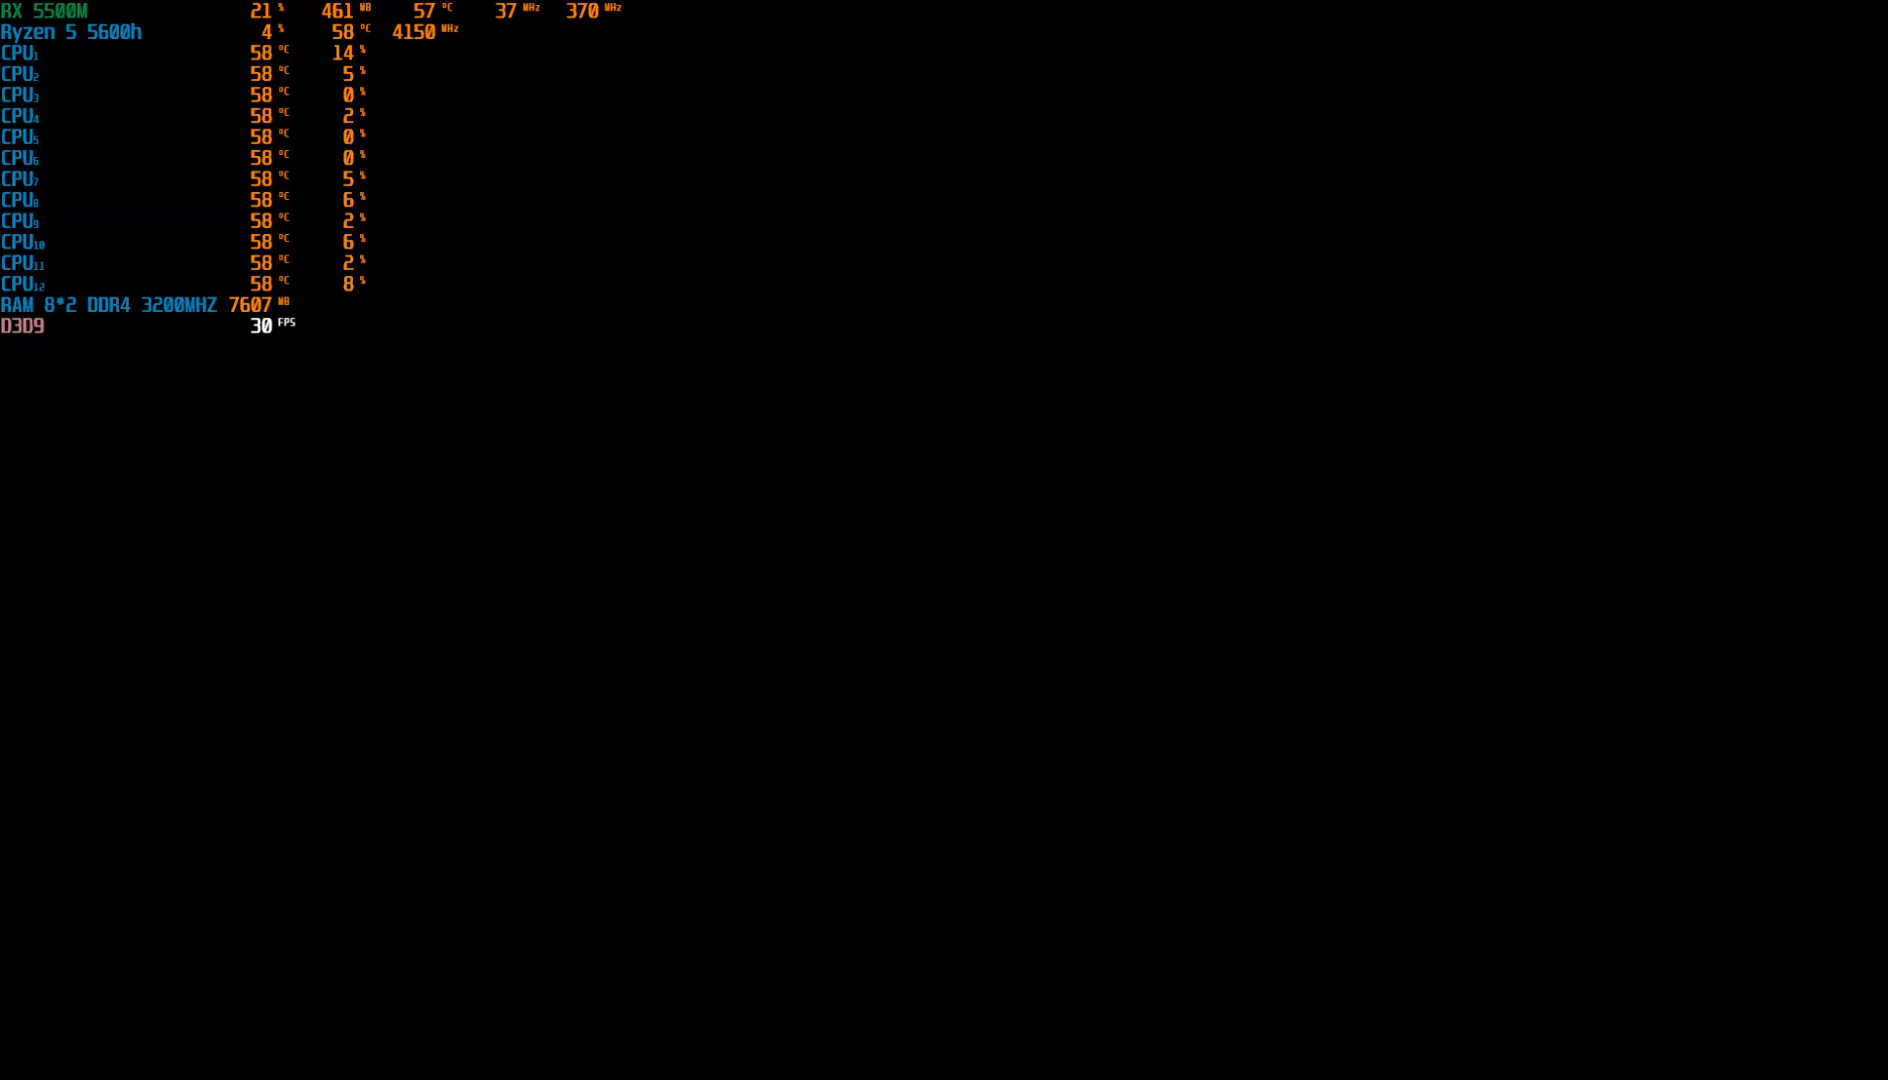 RX 5500M 21 % 461 MB 57 °C 37 MHz 370 MHz
Ryzen 5 5600h 4 % 58 °C 4150 MHz
CPU1 58 °C 14 %
CPU2 58 °C 5 %
CPU3 58 °C 0 %
CPU4 58 °C 2 %
CPU5 58 °C 0 %
CPU6 58 °C 0 %
CPU7 58 °C 5 %
CPU8 58 °C 6 %
CPU9 58 °C 2 %
CPU10 58 °C 6 %
CPU11 58 °C 2 %
CPU12 58 °C 8 %
RAM 8*2 DDR4 3200MHZ 7607 MB
D3D9 30 FPS